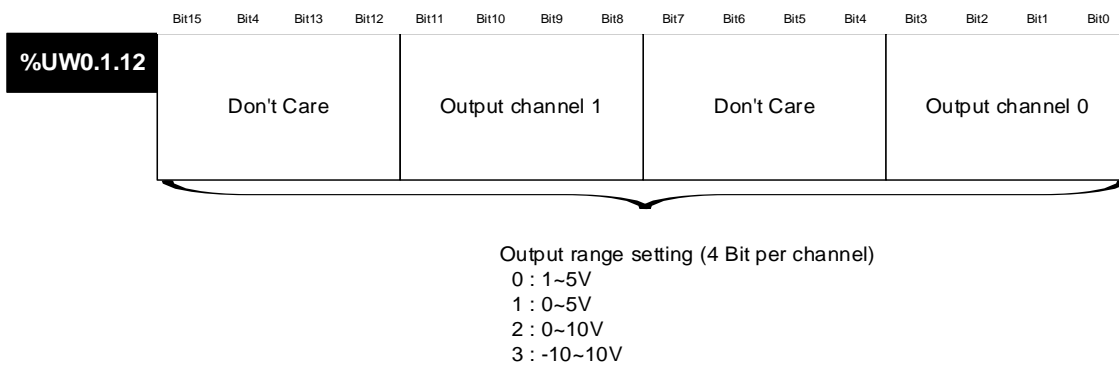 Bit15 Bit4 Bit13 Bit12 Bit11 Bit10 Bit9 Bit8 Bit7 Bit6 Bit5 Bit4 Bit3 Bit2 Bit1 Bit0
%UW0.1.12
Don't Care Output channel 1 Don't Care Output channel 0
Output range setting (4 Bit per channel)
0 : 1~5V
1 : 0~5V
2 : 0~10V
3 : -10~10V